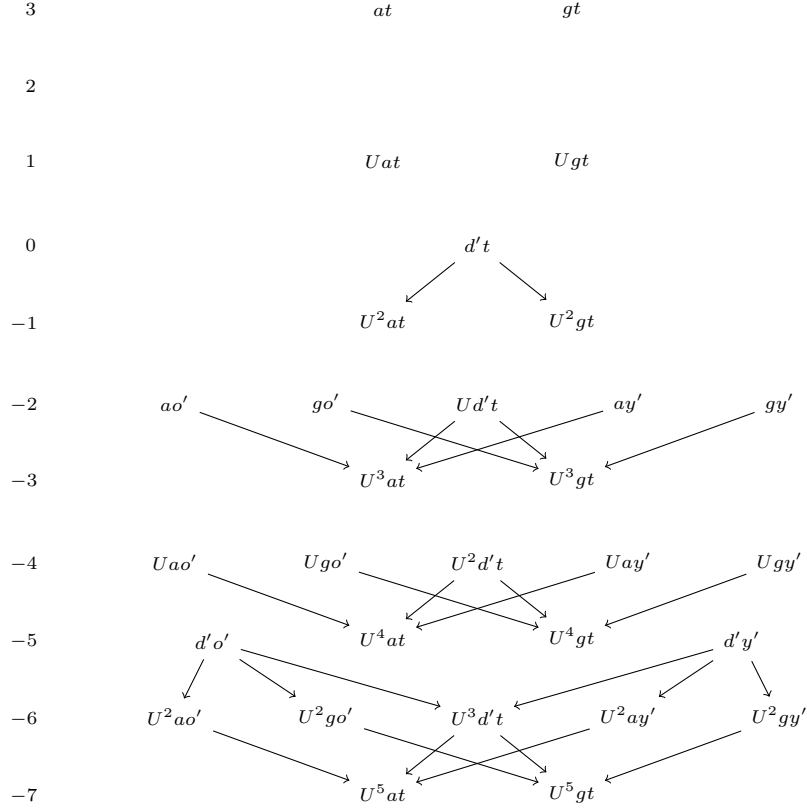 3 at gt
2
1 Uat Ugt
0 d′t
−1 U²at U²gt
−2 ao′ go′ Ud′t ay′ gy′
−3 U³at U³gt
−4 Uao′ Ugo′ U²d′t Uay′ Ugy′
−5 U⁴at U⁴gt
d′o′ d′y′
−6 U²ao′ U²go′ U³d′t U²ay′ U²gy′
−7 U⁵at U⁵gt